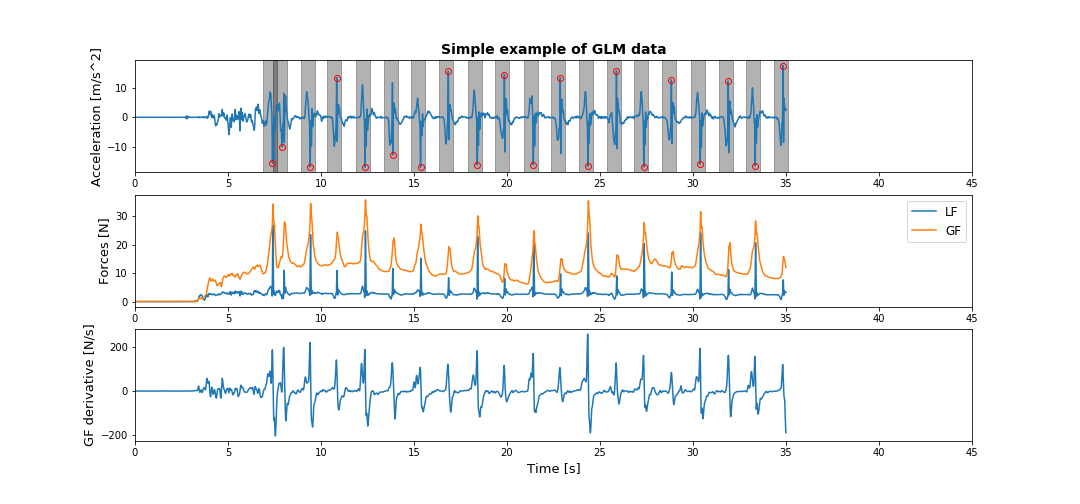 Simple example of GLM data
Acceleration [m/s^2]
10
0
−10
0 5 10 15 20 25 30 35 40 45
Forces [N]
30
20
10
0
LF
GF
0 5 10 15 20 25 30 35 40 45
GF derivative [N/s]
200
0
−200
0 5 10 15 20 25 30 35 40 45
Time [s]